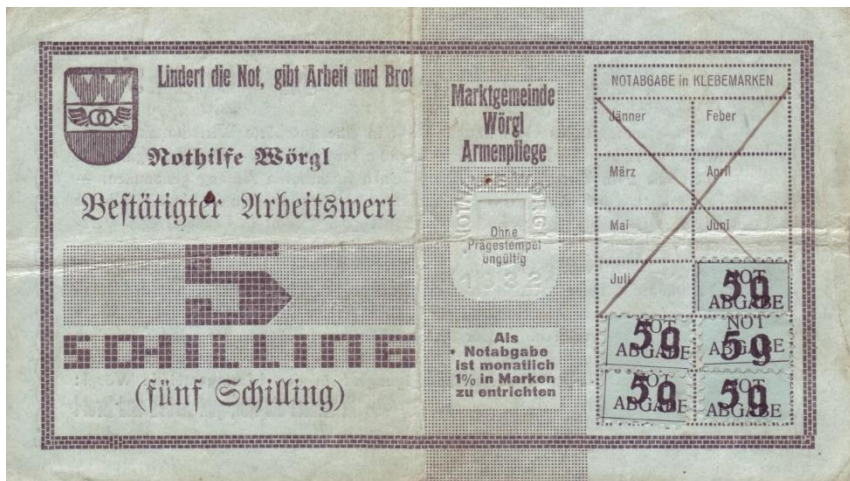 Lindert die Not, gibt Arbeit und Brot
Nothilfe Wörgl
Bestätigter Arbeitswert
5
SCHILLING
(fünf Schilling)
Marktgemeinde
Wörgl
Armenpflege
NOTHILFE WÖRGL
Ohne
Prägestempel
ungültig
1932
Als
Notabgabe
ist monatlich
1% in Marken
zu entrichten
NOTABGABE in KLEBEMARKEN
Jänner Feber
März April
Mai Juni
Juli
NOT
5g
ABGABE
NOT
5g
ABGABE
NOT
5g
ABGABE
NOT
5g
ABGABE
NOT
5g
ABGABE